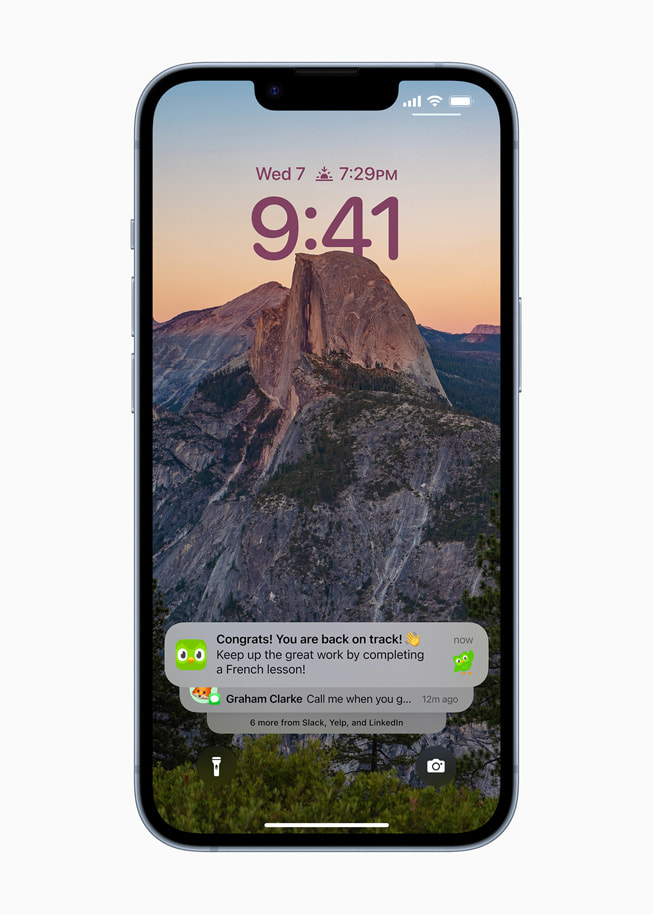 Wed 7 7:29PM
9:41
Congrats! You are back on track! 👋 now
Keep up the great work by completing
a French lesson!
Graham Clarke Call me when you g... 12m ago
6 more from Slack, Yelp, and LinkedIn